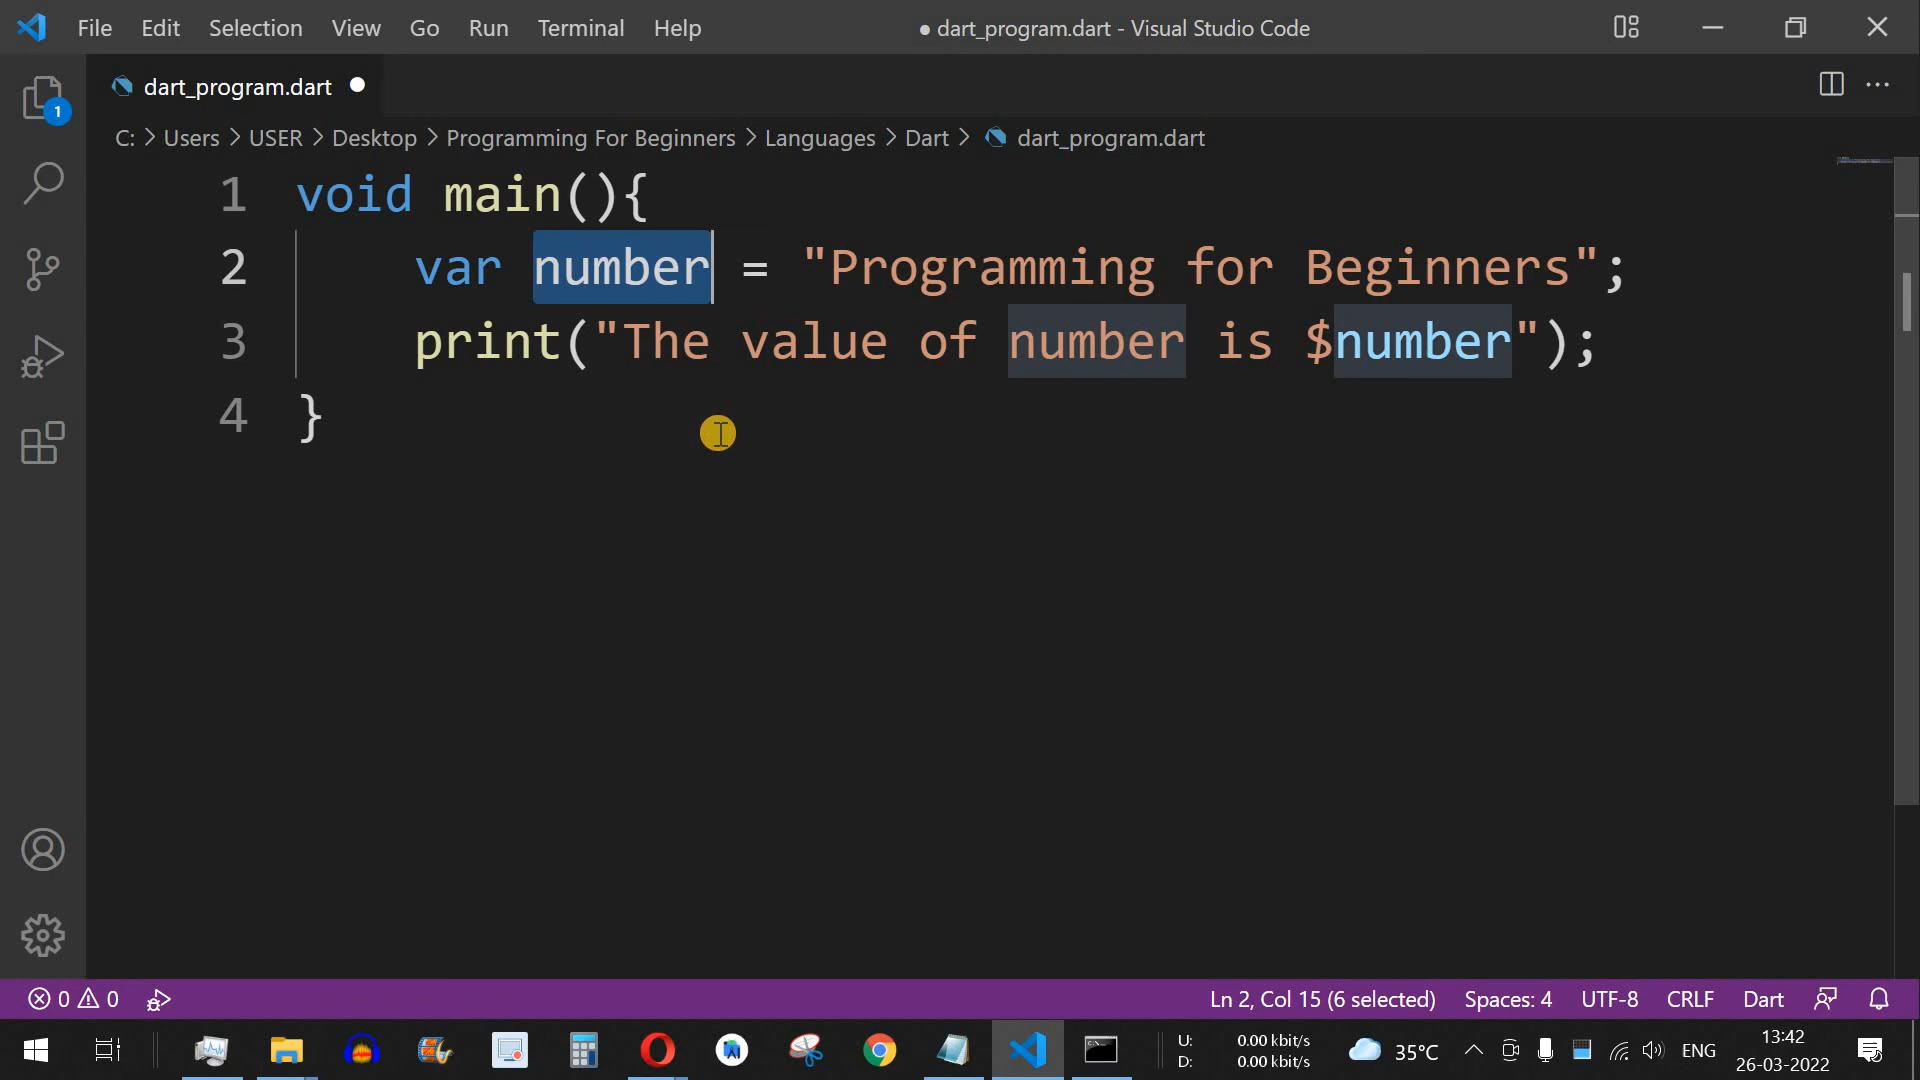 File Edit Selection View Go Run Terminal Help ● dart_program.dart - Visual Studio Code
dart_program.dart ●
1
C: > Users > USER > Desktop > Programming For Beginners > Languages > Dart > dart_program.dart
1 void main(){
2 var number = "Programming for Beginners";
3 print("The value of number is $number");
4 }
0 0 Ln 2, Col 15 (6 selected) Spaces: 4 UTF-8 CRLF Dart
U: 0.00 kbit/s
D: 0.00 kbit/s
35°C ENG
13:42
26-03-2022